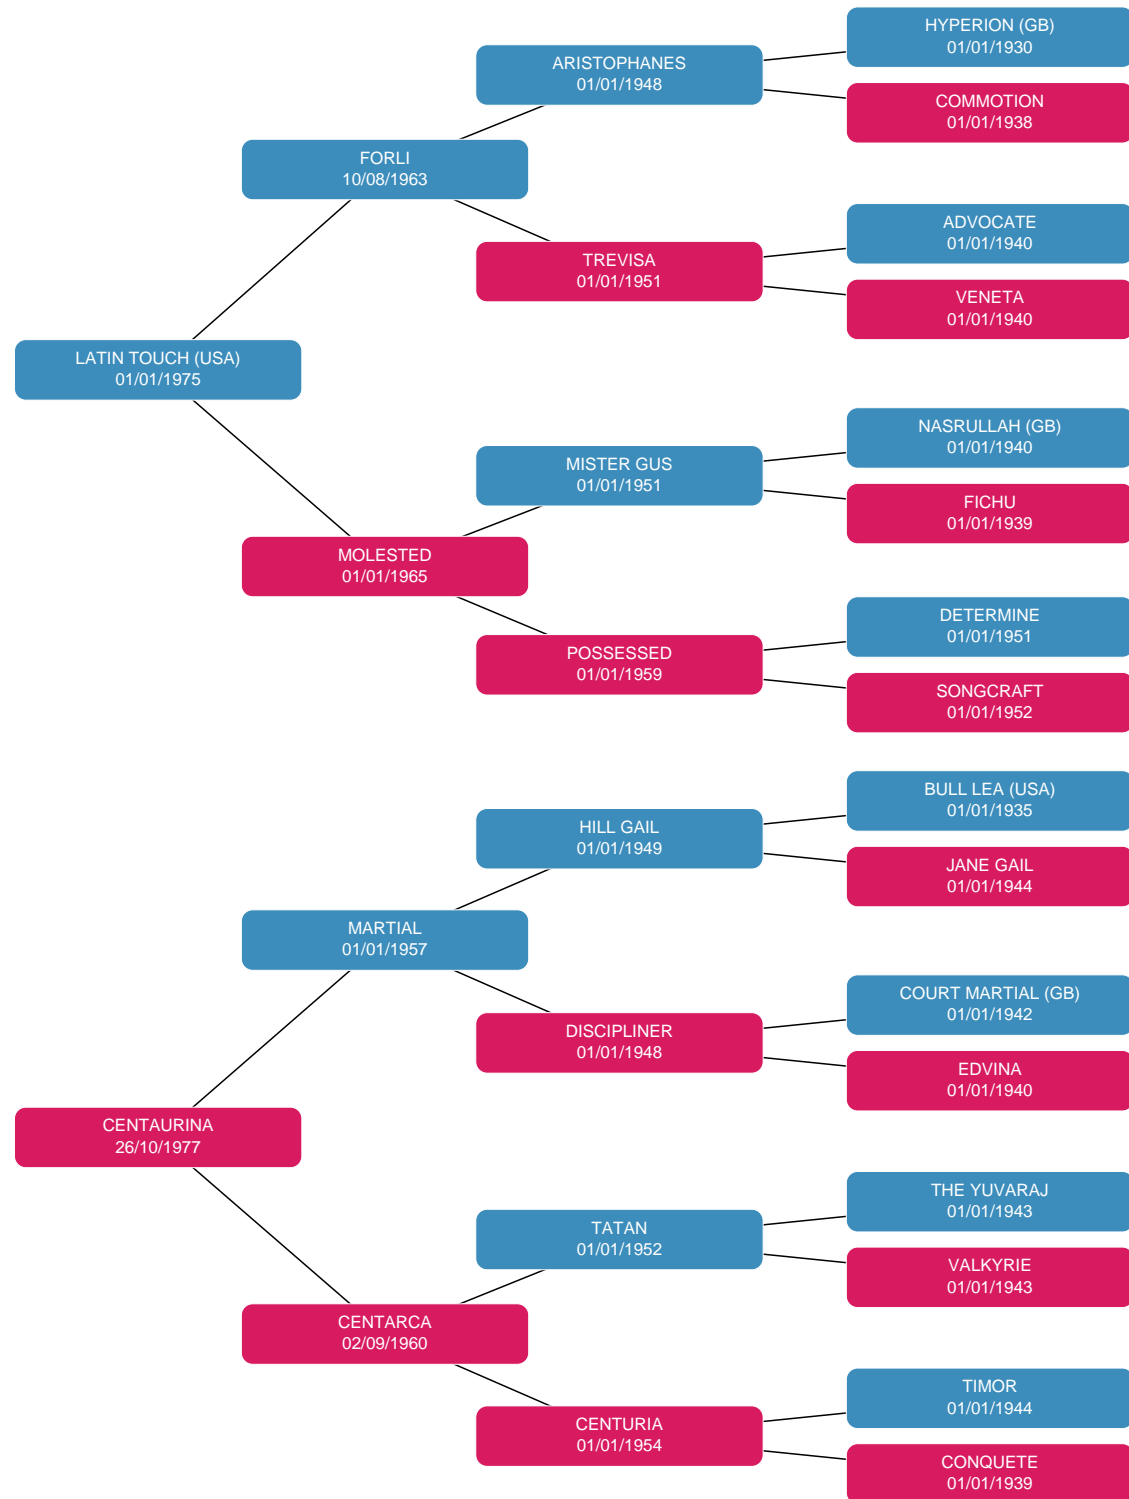 HYPERION (GB)
01/01/1930
ARISTOPHANES
01/01/1948
COMMOTION
01/01/1938
FORLI
10/08/1963
ADVOCATE
01/01/1940
TREVISA
01/01/1951
VENETA
01/01/1940
LATIN TOUCH (USA)
01/01/1975
NASRULLAH (GB)
01/01/1940
MISTER GUS
01/01/1951
FICHU
01/01/1939
MOLESTED
01/01/1965
DETERMINE
01/01/1951
POSSESSED
01/01/1959
SONGCRAFT
01/01/1952
BULL LEA (USA)
01/01/1935
HILL GAIL
01/01/1949
JANE GAIL
01/01/1944
MARTIAL
01/01/1957
COURT MARTIAL (GB)
01/01/1942
DISCIPLINER
01/01/1948
EDVINA
01/01/1940
CENTAURINA
26/10/1977
THE YUVARAJ
01/01/1943
TATAN
01/01/1952
VALKYRIE
01/01/1943
CENTARCA
02/09/1960
TIMOR
01/01/1944
CENTURIA
01/01/1954
CONQUETE
01/01/1939